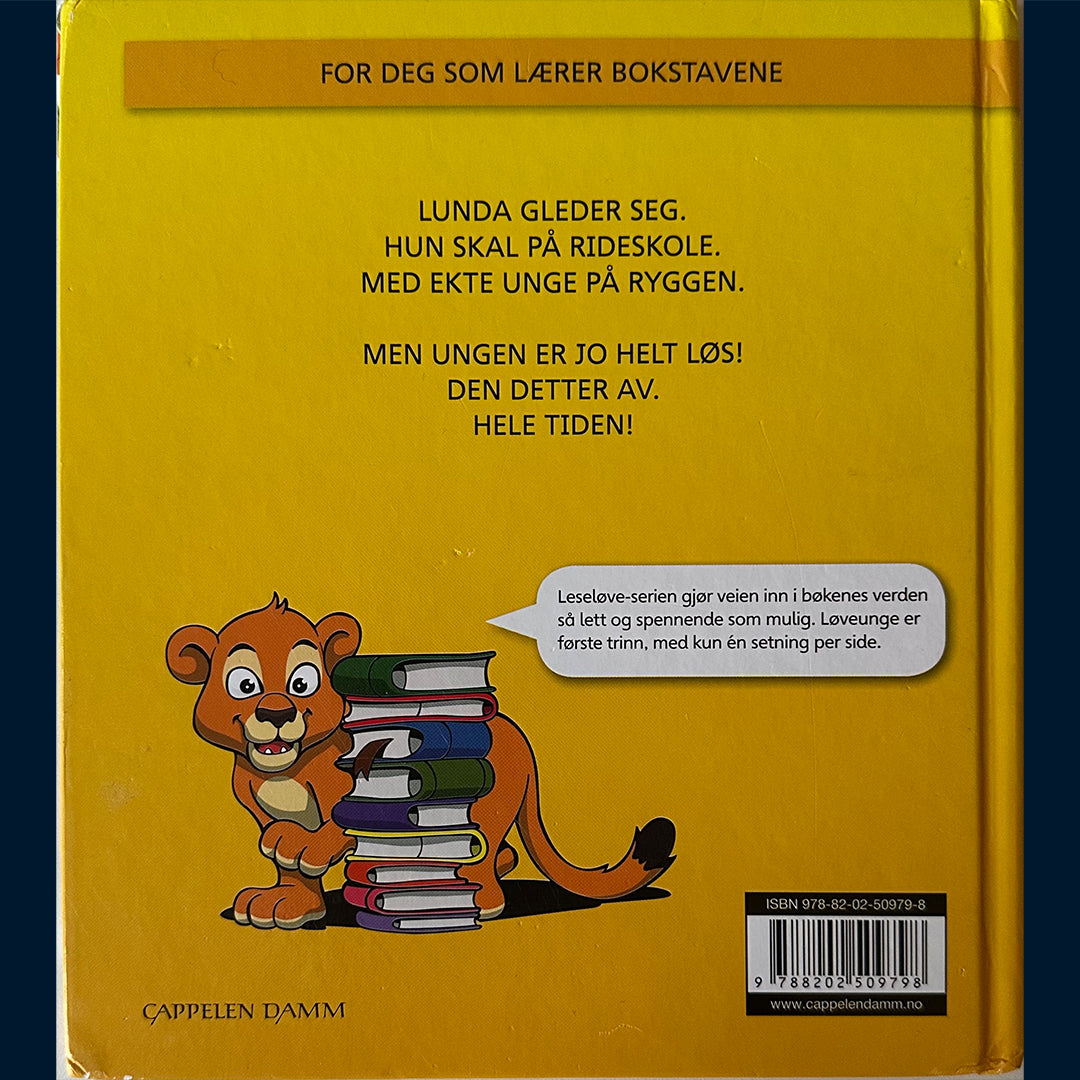 FOR DEG SOM LÆRER BOKSTAVENE
LUNDA GLEDER SEG.
HUN SKAL PÅ RIDESKOLE.
MED EKTE UNGE PÅ RYGGEN.
MEN UNGEN ER JO HELT LØS!
DEN DETTER AV.
HELE TIDEN!
Leseløve-serien gjør veien inn i bøkenes verden
så lett og spennende som mulig. Løveunge er
første trinn, med kun én setning per side.
ISBN 978-82-02-50979-8
9 788202 509798
www.cappelendamm.no
CAPPELEN DAMM